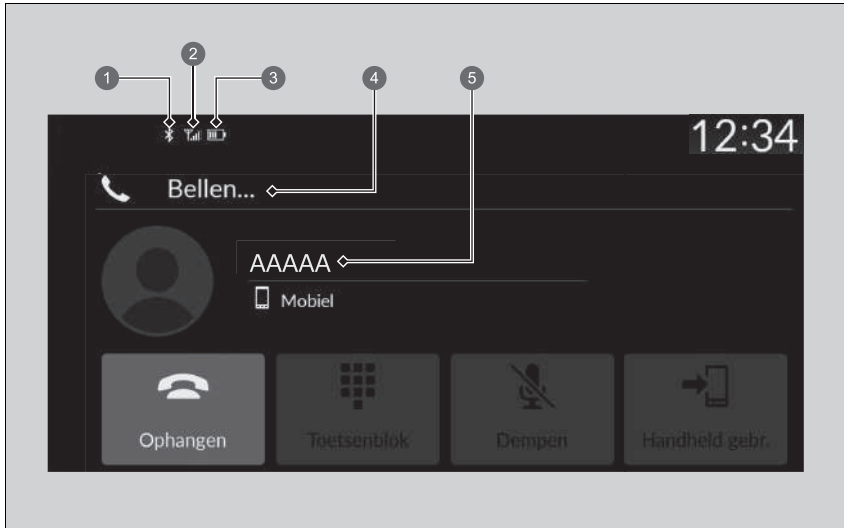 1 2 3 4 5
12:34
Bellen...
AAAAA
Mobiel
Ophangen Toetsenblok Dempen Handheld gebr.